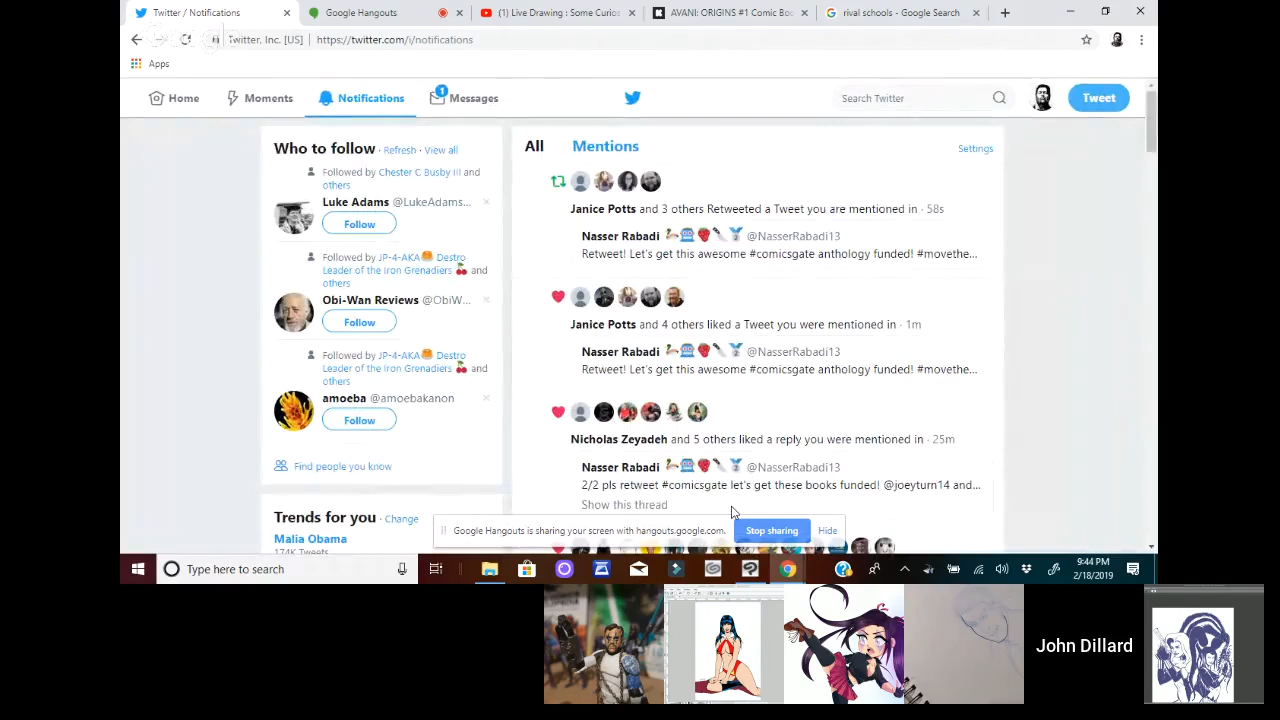 Twitter / Notifications
Google Hangouts
(1) Live Drawing : Some Curios
AVANI: ORIGINS #1 Comic Boo
rival schools - Google Search
Twitter, Inc. [US] | https://twitter.com/i/notifications
Apps
Home
Moments
Notifications
1
Messages
Search Twitter
Tweet
Who to follow · Refresh · View all
Followed by Chester C Busby III and
others
Luke Adams @LukeAdams...
Follow
Followed by JP-4-AKA Destro
Leader of the Iron Grenadiers and
others
Obi-Wan Reviews @ObiW...
Follow
Followed by JP-4-AKA Destro
Leader of the Iron Grenadiers and
others
amoeba @amoebakanon
Follow
Find people you know
Trends for you · Change
Malia Obama
174K Tweets
All Mentions
Settings
Janice Potts and 3 others Retweeted a Tweet you are mentioned in · 58s
Nasser Rabadi @NasserRabadi13
Retweet! Let's get this awesome #comicsgate anthology funded! #movethe...
Janice Potts and 4 others liked a Tweet you were mentioned in · 1m
Nasser Rabadi @NasserRabadi13
Retweet! Let's get this awesome #comicsgate anthology funded! #movethe...
Nicholas Zeyadeh and 5 others liked a reply you were mentioned in · 25m
Nasser Rabadi @NasserRabadi13
2/2 pls retweet #comicsgate let's get these books funded! @joeyturn14 and...
Show this thread
Google Hangouts is sharing your screen with hangouts.google.com.
Stop sharing
Hide
Type here to search
9:44 PM
2/18/2019
John Dillard